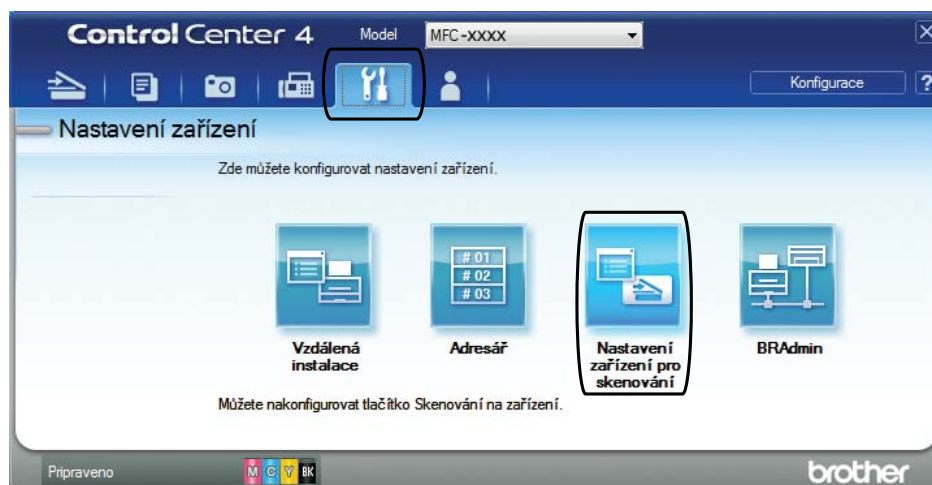 Control Center 4 Model MFC-XXXX
Konfigurace ?
Nastavení zařízení
Zde můžete konfigurovat nastavení zařízení.
# 01
# 02
# 03
Vzdálená instalace
Adresář
Nastavení zařízení pro skenování
BRAdmin
Můžete nakonfigurovat tlačítko Skenování na zařízení.
Pripraveno M C Y BK brother